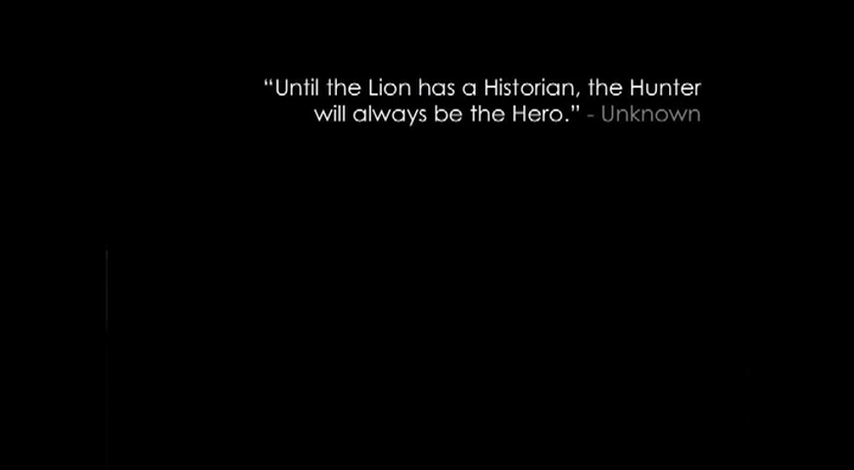 “Until the Lion has a Historian, the Hunter
will always be the Hero.” - Unknown